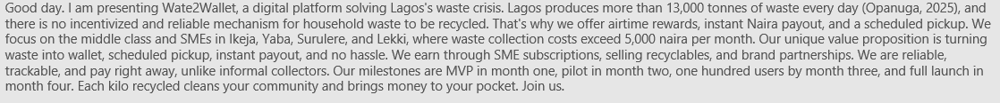 Good day. I am presenting Wate2Wallet, a digital platform solving Lagos's waste crisis. Lagos produces more than 13,000 tonnes of waste every day (Opanuga, 2025), and
there is no incentivized and reliable mechanism for household waste to be recycled. That's why we offer airtime rewards, instant Naira payout, and a scheduled pickup. We
focus on the middle class and SMEs in Ikeja, Yaba, Surulere, and Lekki, where waste collection costs exceed 5,000 naira per month. Our unique value proposition is turning
waste into wallet, scheduled pickup, instant payout, and no hassle. We earn through SME subscriptions, selling recyclables, and brand partnerships. We are reliable,
trackable, and pay right away, unlike informal collectors. Our milestones are MVP in month one, pilot in month two, one hundred users by month three, and full launch in
month four. Each kilo recycled cleans your community and brings money to your pocket. Join us.